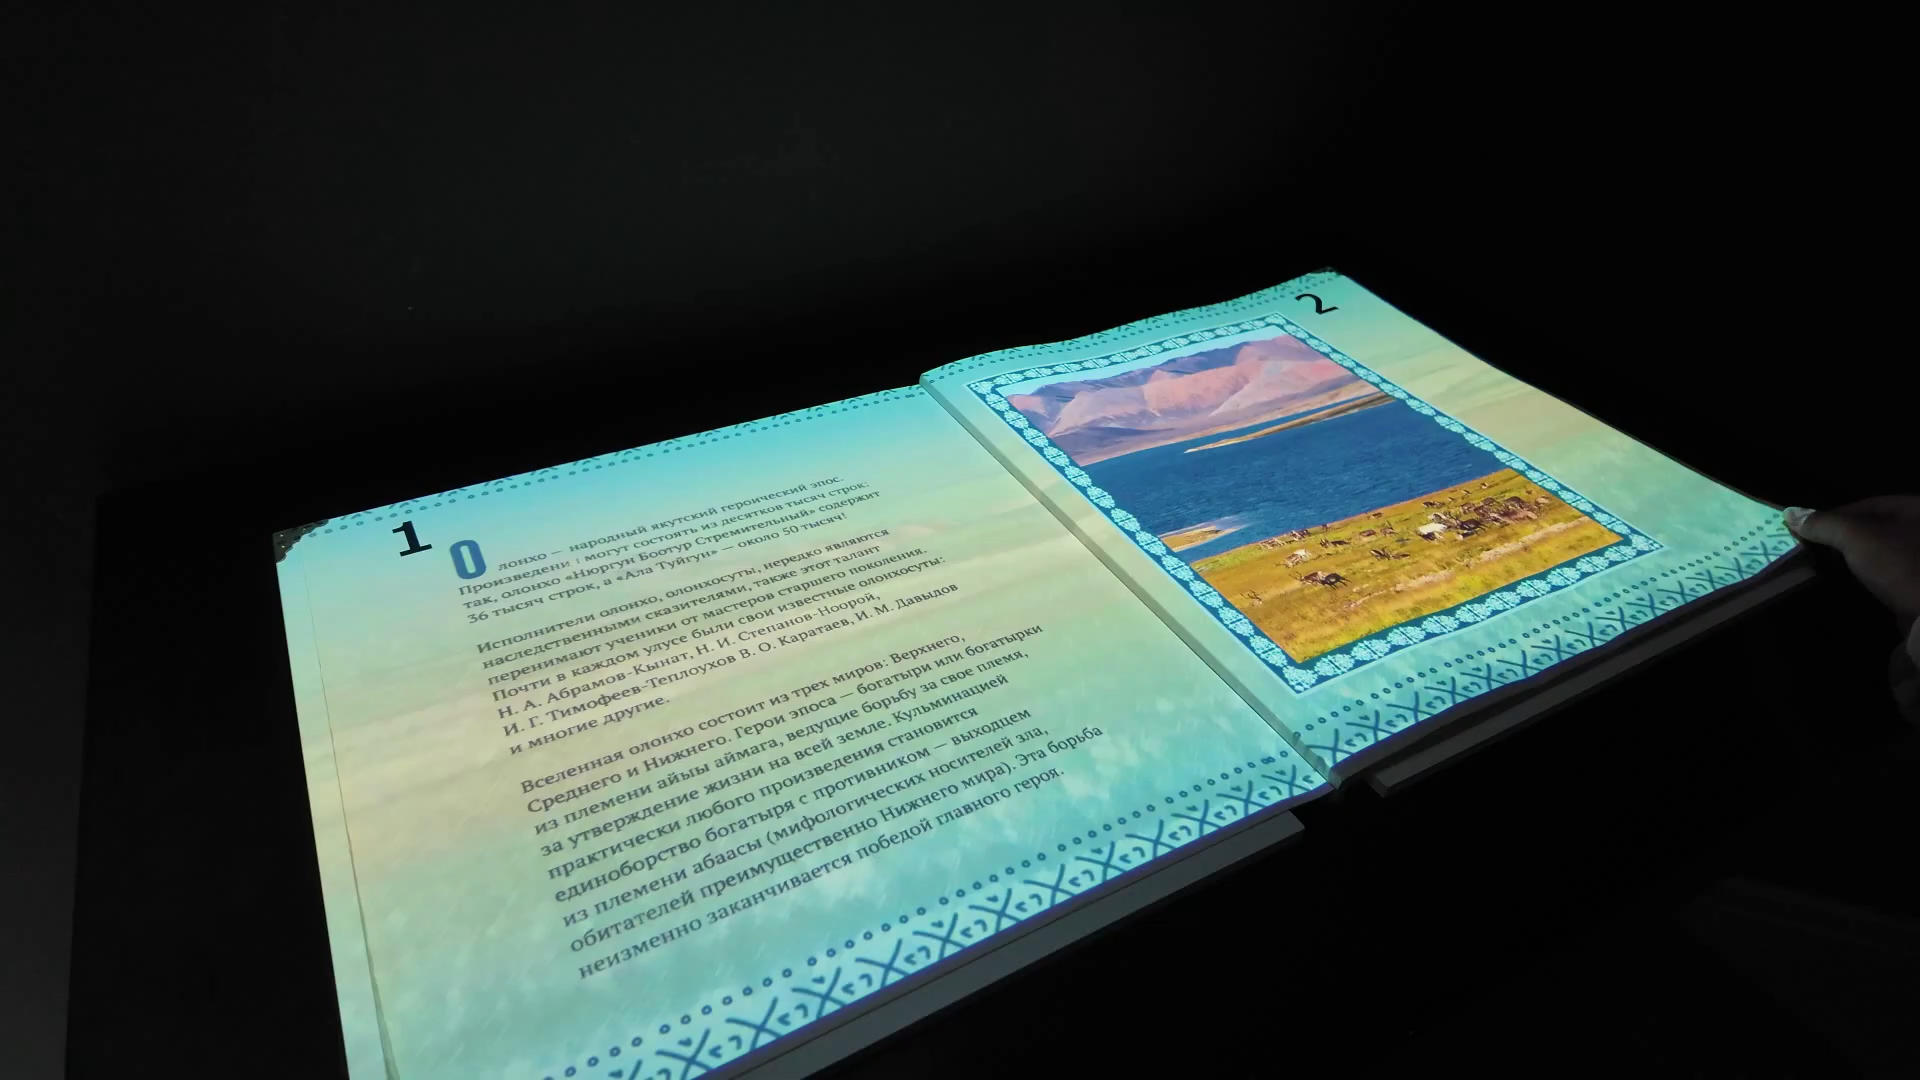 1
Олонхо — народный якутский героический эпос.
Произведени могут состоять из десятков тысяч строк:
так, олонхо «Нюргун Боотур Стремительный» содержит
36 тысяч строк, а «Ала Туйгун» — около 50 тысяч!
Исполнители олонхо, олонхосуты, нередко являются
наследственными сказителями, также этот талант
перенимают ученики от мастеров старшего поколения.
Почти в каждом улусе были свои известные олонхосуты:
Н. А. Абрамов-Кынат, Н. И. Степанов-Ноорой,
И. Г. Тимофеев-Теплоухов В. О. Каратаев, И. М. Давыдов
и многие другие.
Вселенная олонхо состоит из трех миров: Верхнего,
Среднего и Нижнего. Герои эпоса — богатыри или богатырки
из племени айыы аймага, ведущие борьбу за свое племя,
за утверждение жизни на всей земле. Кульминацией
практически любого произведения становится
единоборство богатыря с противником — выходцем
из племени абаасы (мифологических носителей зла,
обитателей преимущественно Нижнего мира). Эта борьба
неизменно заканчивается победой главного героя.
2